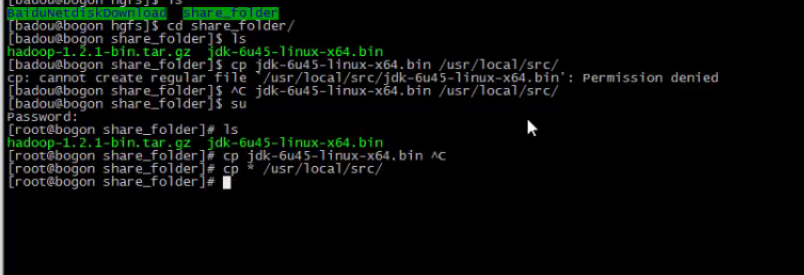 [badou@bogon hgfs]$ ls
BaiduNetdiskDownload  share_folder
[badou@bogon hgfs]$ cd share_folder/
[badou@bogon share_folder]$ ls
hadoop-1.2.1-bin.tar.gz  jdk-6u45-linux-x64.bin
[badou@bogon share_folder]$ cp jdk-6u45-linux-x64.bin /usr/local/src/
cp: cannot create regular file `/usr/local/src/jdk-6u45-linux-x64.bin': Permission denied
[badou@bogon share_folder]$ ^C jdk-6u45-linux-x64.bin /usr/local/src/
[badou@bogon share_folder]$ su
Password:
[root@bogon share_folder]# ls
hadoop-1.2.1-bin.tar.gz  jdk-6u45-linux-x64.bin
[root@bogon share_folder]# cp jdk-6u45-linux-x64.bin ^C
[root@bogon share_folder]# cp * /usr/local/src/
[root@bogon share_folder]#